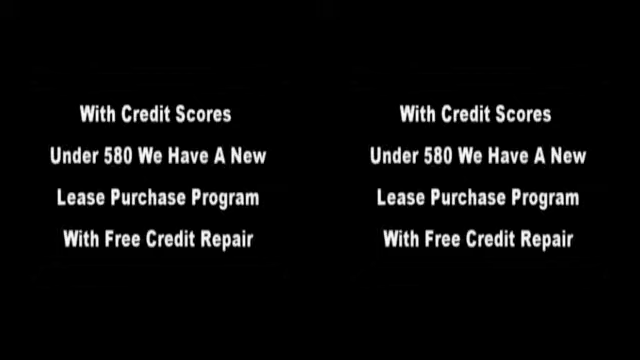 With Credit Scores
Under 580 We Have A New
Lease Purchase Program
With Free Credit Repair
With Credit Scores
Under 580 We Have A New
Lease Purchase Program
With Free Credit Repair